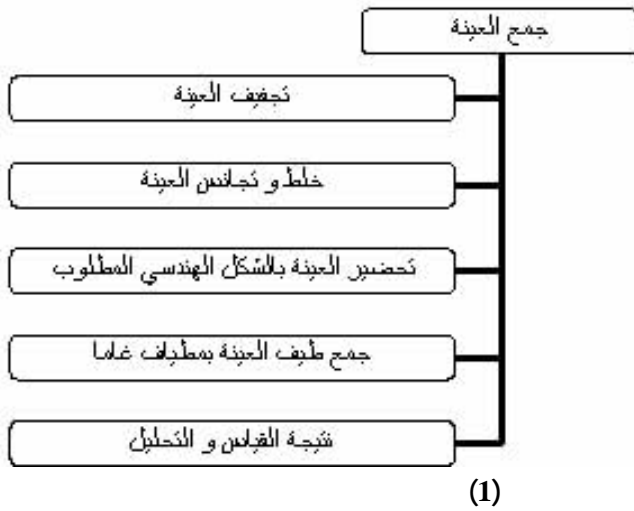 جمع العينة
تجفيف العينة
خلط و تجانس العينة
تحضير العينة بالشكل الهندسي المطلوب
جمع طيف العينة بمطياف غاما
نتيجة القياس و التحليل
(1)